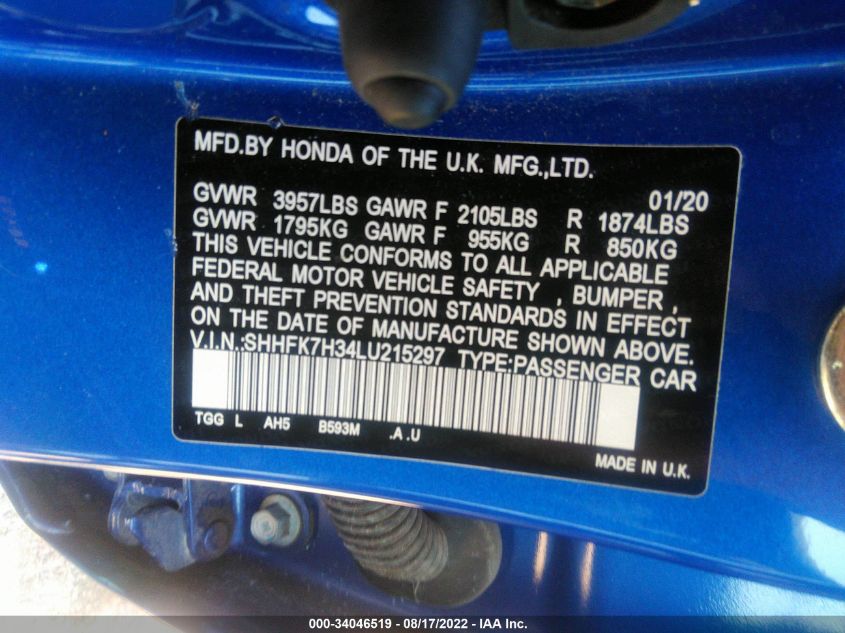 MFD.BY HONDA OF THE U.K. MFG.,LTD.
01/20
GVWR 3957LBS GAWR F 2105LBS R 1874LBS
GVWR 1795KG GAWR F 955KG R 850KG
THIS VEHICLE CONFORMS TO ALL APPLICABLE
FEDERAL MOTOR VEHICLE SAFETY , BUMPER ,
AND THEFT PREVENTION STANDARDS IN EFFECT
ON THE DATE OF MANUFACTURE SHOWN ABOVE.
V.I.N.:SHHFK7H34LU215297 TYPE:PASSENGER CAR
TGG L AH5 B593M .A .U
MADE IN U.K.
000-34046519 - 08/17/2022 - IAA Inc.